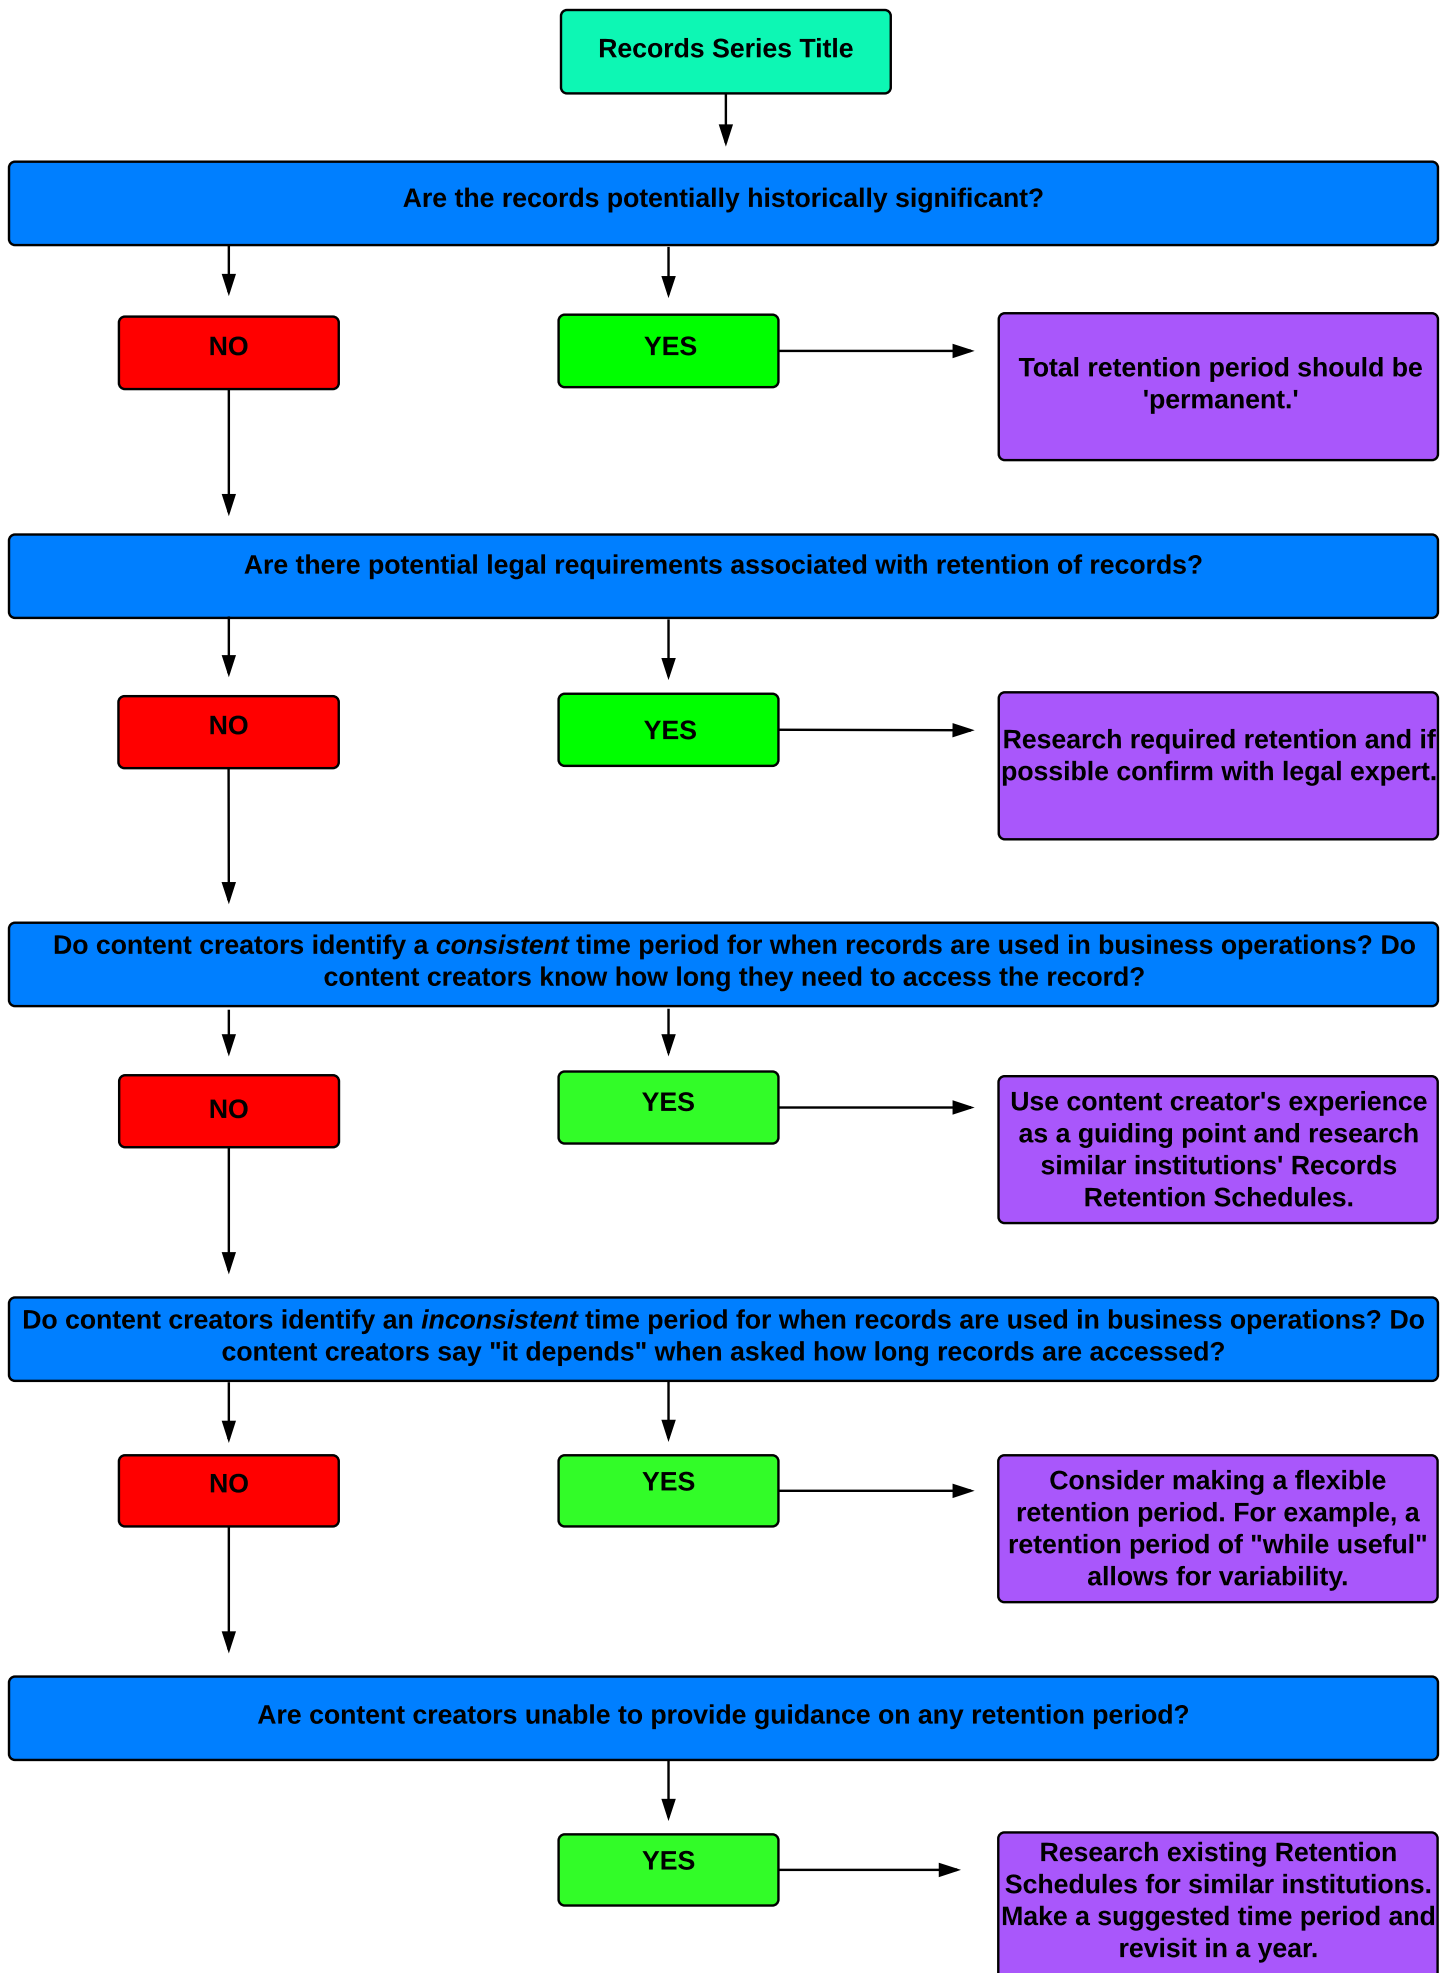 Records Series Title
Are the records potentially historically significant?
NO
YES
Total retention period should be
'permanent.'
Are there potential legal requirements associated with retention of records?
NO
YES
Research required retention and if
possible confirm with legal expert.
Do content creators identify a consistent time period for when records are used in business operations? Do
content creators know how long they need to access the record?
NO
YES
Use content creator's experience
as a guiding point and research
similar institutions' Records
Retention Schedules.
Do content creators identify an inconsistent time period for when records are used in business operations? Do
content creators say "it depends" when asked how long records are accessed?
NO
YES
Consider making a flexible
retention period. For example, a
retention period of "while useful"
allows for variability.
Are content creators unable to provide guidance on any retention period?
YES
Research existing Retention
Schedules for similar institutions.
Make a suggested time period and
revisit in a year.